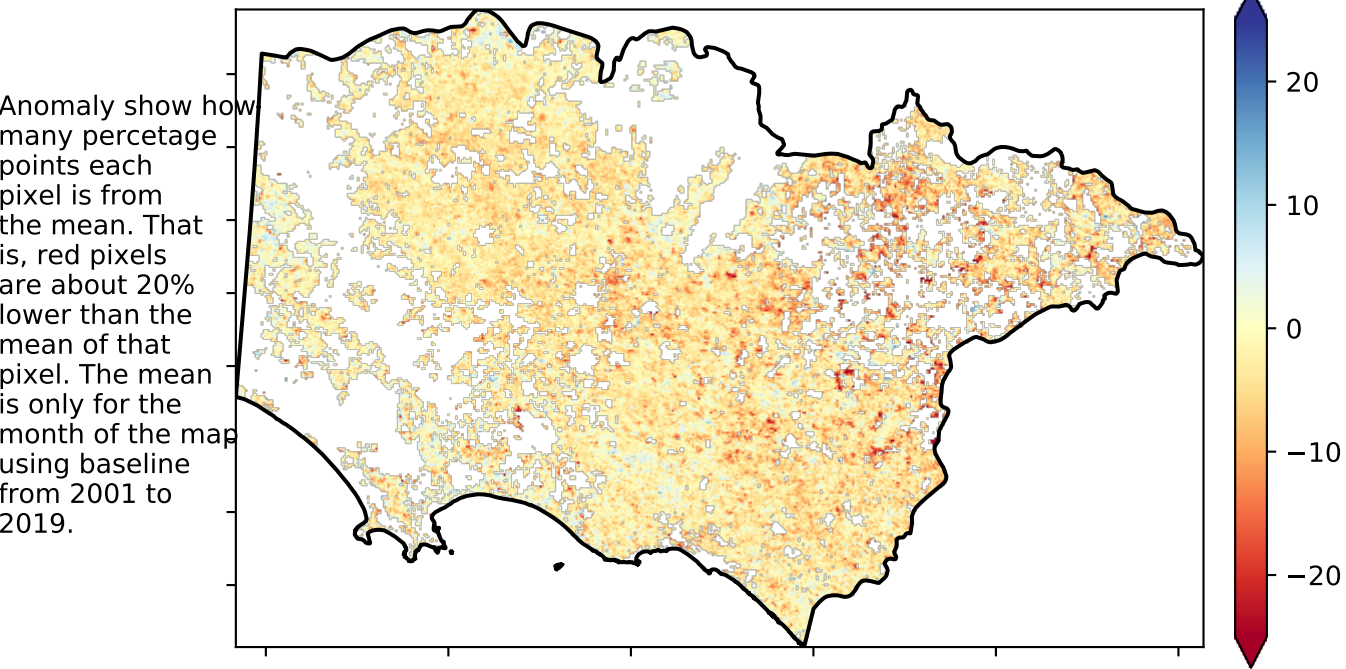 Anomaly show how
many percetage
points each
pixel is from
the mean. That
is, red pixels
are about 20%
lower than the
mean of that
pixel. The mean
is only for the
month of the map
using baseline
from 2001 to
2019.
20
10
0
−10
−20